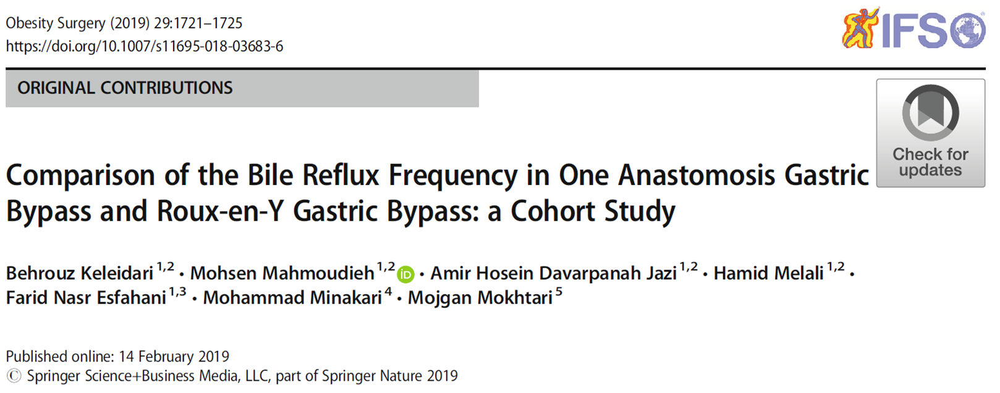 Obesity Surgery (2019) 29:1721–1725
https://doi.org/10.1007/s11695-018-03683-6
IFSO
ORIGINAL CONTRIBUTIONS
Check for
updates
Comparison of the Bile Reflux Frequency in One Anastomosis Gastric
Bypass and Roux-en-Y Gastric Bypass: a Cohort Study
Behrouz Keleidari 1,2 · Mohsen Mahmoudieh 1,2 iD · Amir Hosein Davarpanah Jazi 1,2 · Hamid Melali 1,2 ·
Farid Nasr Esfahani 1,3 · Mohammad Minakari 4 · Mojgan Mokhtari 5
Published online: 14 February 2019
© Springer Science+Business Media, LLC, part of Springer Nature 2019